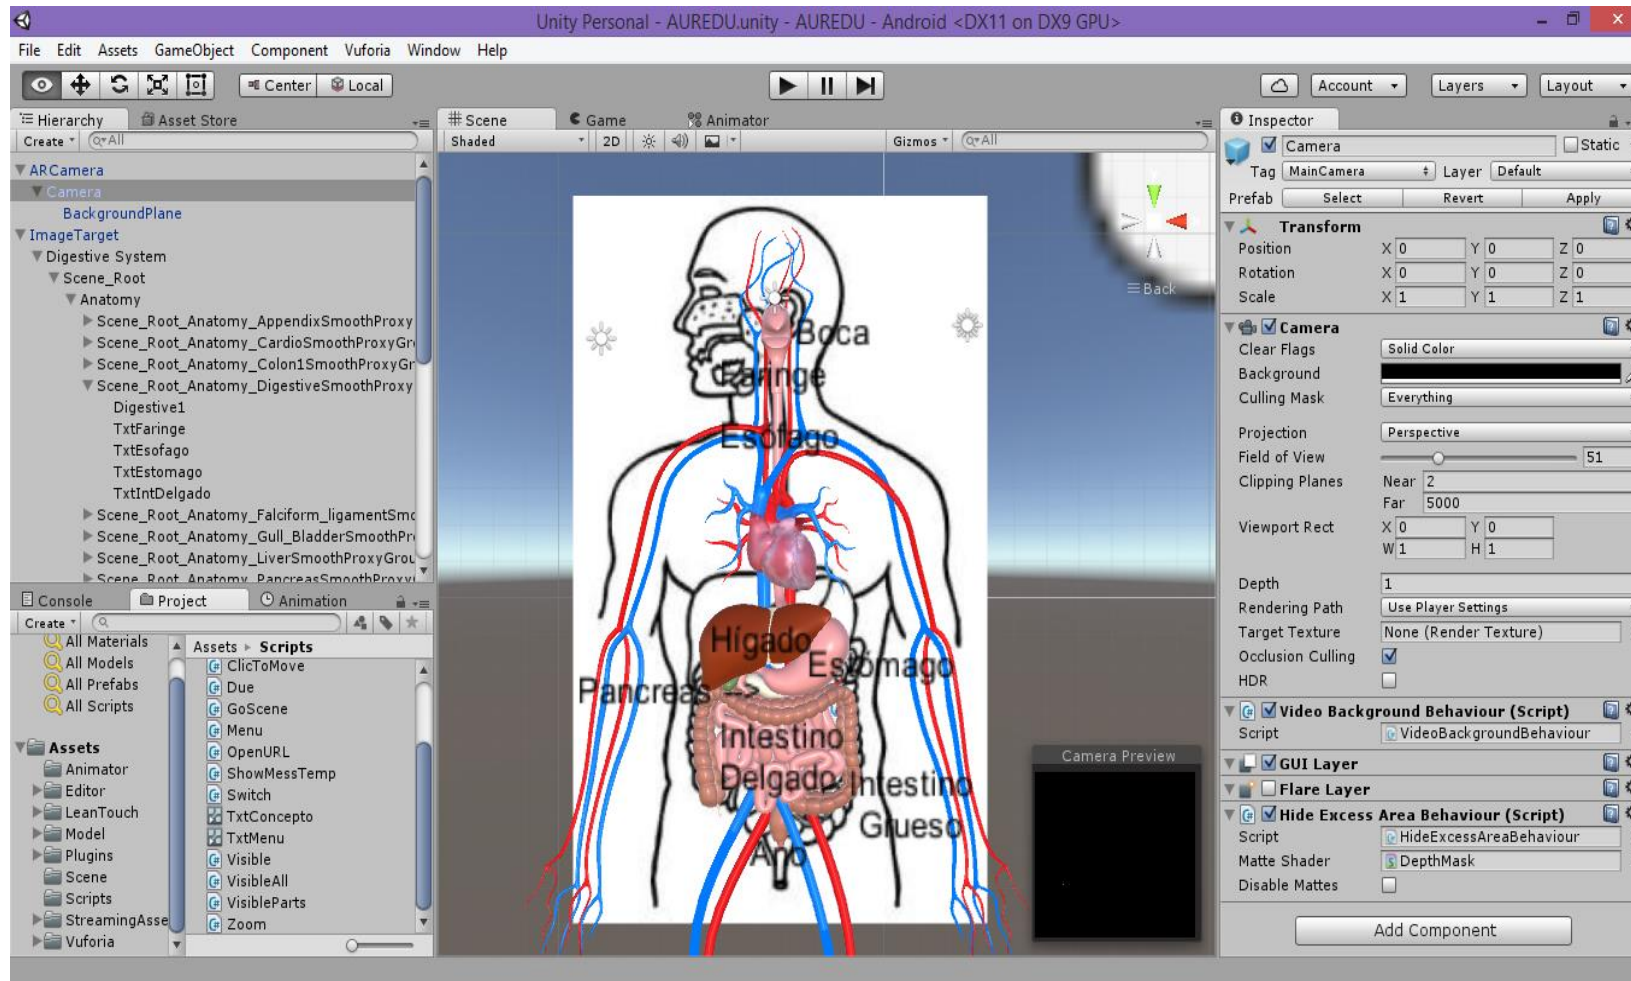 Unity Personal - AUREDU.unity - AUREDU - Android <DX11 on DX9 GPU>
File Edit Assets GameObject Component Vuforia Window Help
Center Local
Account Layers Layout
Hierarchy Asset Store
Create All
ARCamera
Camera
BackgroundPlane
ImageTarget
Digestive System
Scene_Root
Anatomy
Scene_Root_Anatomy_AppendixSmoothProxy
Scene_Root_Anatomy_CardioSmoothProxyGr
Scene_Root_Anatomy_Colon1SmoothProxyGr
Scene_Root_Anatomy_DigestiveSmoothProxy
Digestive1
TxtFaringe
TxtEsofago
TxtEstomago
TxtIntDelgado
Scene_Root_Anatomy_Falciform_ligamentSmo
Scene_Root_Anatomy_Gull_BladderSmoothPr
Scene_Root_Anatomy_LiverSmoothProxyGrou
Scene_Root_Anatomy_PancreasSmoothProxy
Console Project Animation
Create
All Materials
All Models
All Prefabs
All Scripts
Assets
Animator
Editor
LeanTouch
Model
Plugins
Scene
Scripts
StreamingAsse
Vuforia
Assets Scripts
ClicToMove
Due
GoScene
Menu
OpenURL
ShowMessTemp
Switch
TxtConcepto
TxtMenu
Visible
VisibleAll
VisibleParts
Zoom
Scene Game Animator
Shaded 2D Gizmos All
Y
Back
Boca
Faringe
Esófago
Hígado
Estómago
Pancreas -->
Intestino
Delgado
Intestino
Grueso
Ano
Camera Preview
Inspector
Camera Static
Tag MainCamera Layer Default
Prefab Select Revert Apply
Transform
Position X 0 Y 0 Z 0
Rotation X 0 Y 0 Z 0
Scale X 1 Y 1 Z 1
Camera
Clear Flags Solid Color
Background
Culling Mask Everything
Projection Perspective
Field of View 51
Clipping Planes Near 2
Far 5000
Viewport Rect X 0 Y 0
W 1 H 1
Depth 1
Rendering Path Use Player Settings
Target Texture None (Render Texture)
Occlusion Culling
HDR
Video Background Behaviour (Script)
Script VideoBackgroundBehaviour
GUI Layer
Flare Layer
Hide Excess Area Behaviour (Script)
Script HideExcessAreaBehaviour
Matte Shader DepthMask
Disable Mattes
Add Component